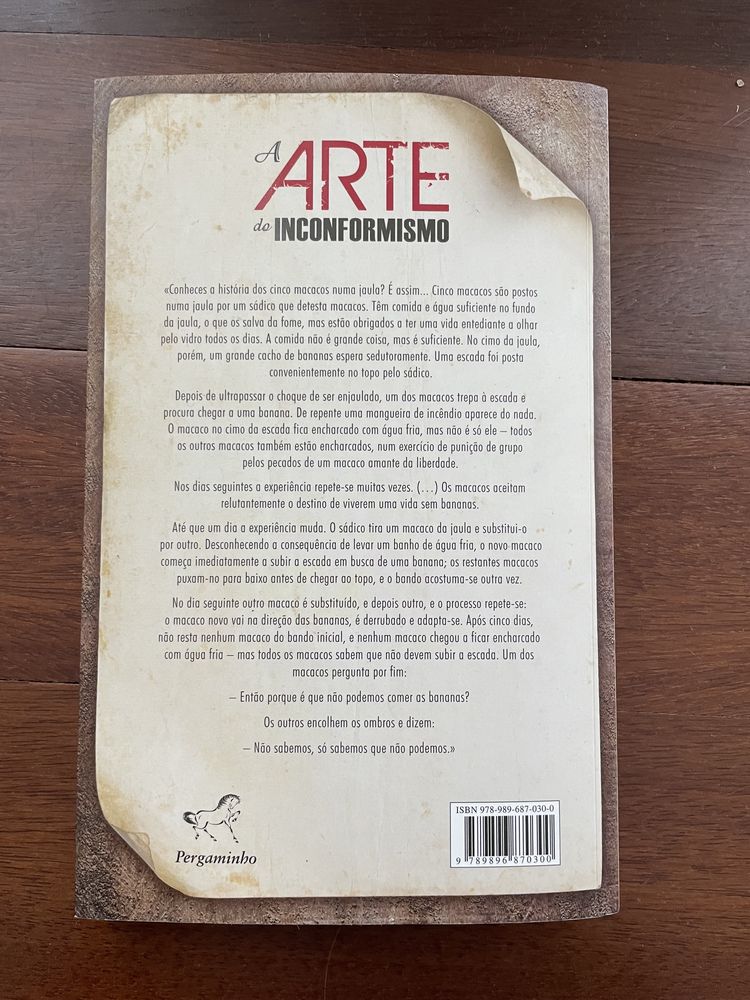 A ARTE
do INCONFORMISMO
«Conheces a história dos cinco macacos numa jaula? É assim... Cinco macacos são postos
numa jaula por um sádico que detesta macacos. Têm comida e água suficiente no fundo
da jaula, o que os salva da fome, mas estão obrigados a ter uma vida entediante a olhar
pelo vidro todos os dias. A comida não é grande coisa, mas é suficiente. No cimo da jaula,
porém, um grande cacho de bananas espera sedutoramente. Uma escada foi posta
convenientemente no topo pelo sádico.
Depois de ultrapassar o choque de ser enjaulado, um dos macacos trepa à escada e
procura chegar a uma banana. De repente uma mangueira de incêndio aparece do nada.
O macaco no cimo da escada fica encharcado com água fria, mas não é só ele – todos
os outros macacos também estão encharcados, num exercício de punição de grupo
pelos pecados de um macaco amante da liberdade.
Nos dias seguintes a experiência repete-se muitas vezes. (...) Os macacos aceitam
relutantemente o destino de viverem uma vida sem bananas.
Até que um dia a experiência muda. O sádico tira um macaco da jaula e substitui-o
por outro. Desconhecendo a consequência de levar um banho de água fria, o novo macaco
começa imediatamente a subir a escada em busca de uma banana; os restantes macacos
puxam-no para baixo antes de chegar ao topo, e o bando acostuma-se outra vez.
No dia seguinte outro macaco é substituído, e depois outro, e o processo repete-se:
o macaco novo vai na direção das bananas, é derrubado e adapta-se. Após cinco dias,
não resta nenhum macaco do bando inicial, e nenhum macaco chegou a ficar encharcado
com água fria – mas todos os macacos sabem que não devem subir a escada. Um dos
macacos pergunta por fim:
– Então porque é que não podemos comer as bananas?
Os outros encolhem os ombros e dizem:
– Não sabemos, só sabemos que não podemos.»
Pergaminho
ISBN 978-989-687-030-0
9 789896 870300